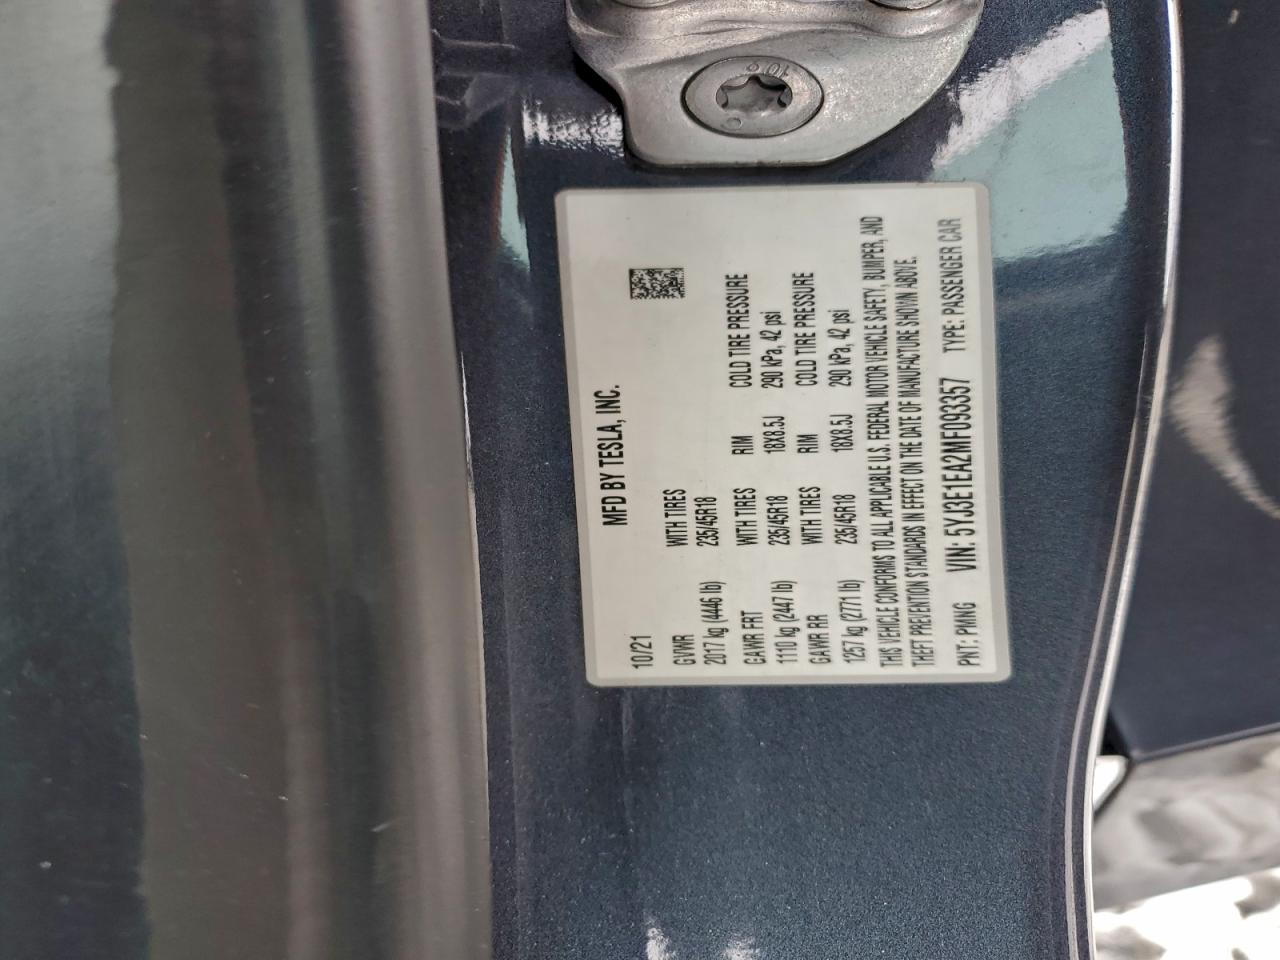 MFD BY TESLA, INC.
10/21
GVWR WITH TIRES
2017 kg (4446 lb) 235/45R18
GAWR FRT WITH TIRES RIM COLD TIRE PRESSURE
1110 kg (2447 lb) 235/45R18 18X8.5J 290 kPa, 42 psi
GAWR RR WITH TIRES RIM COLD TIRE PRESSURE
1257 kg (2771 lb) 235/45R18 18X8.5J 290 kPa, 42 psi
THIS VEHICLE CONFORMS TO ALL APPLICABLE U.S. FEDERAL MOTOR VEHICLE SAFETY, BUMPER, AND
THEFT PREVENTION STANDARDS IN EFFECT ON THE DATE OF MANUFACTURE SHOWN ABOVE.
PNT: PMNG VIN: 5YJ3E1EA2MF093357 TYPE: PASSENGER CAR